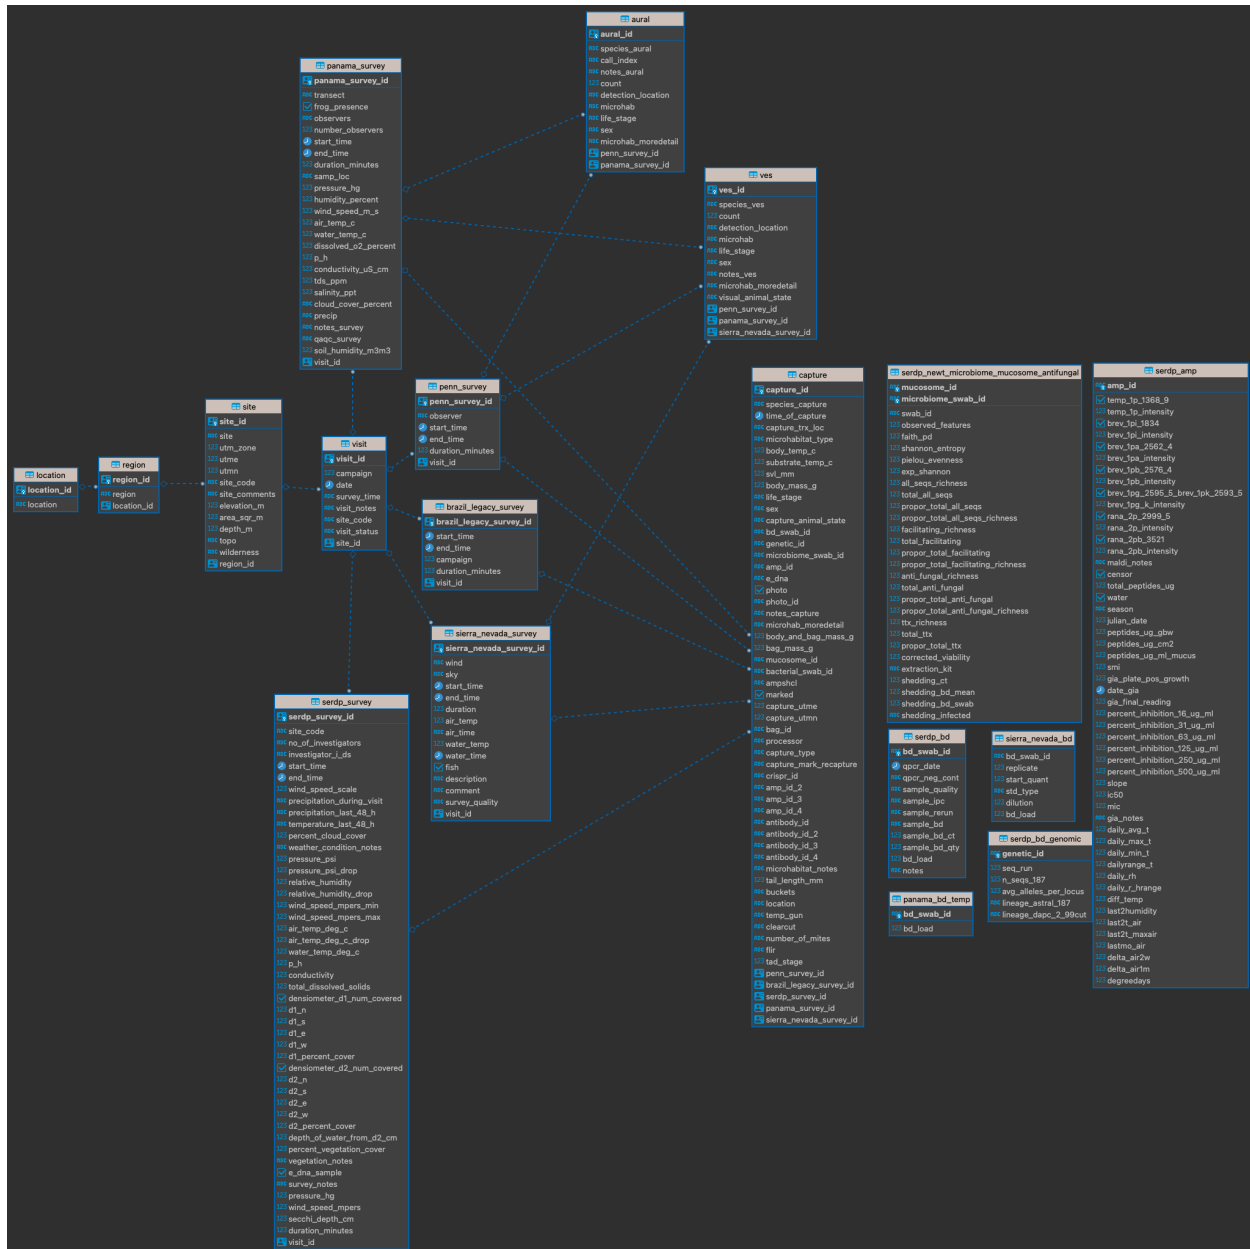 location
location_id
location
region
region_id
region
location_id
site
site_id
site
utm_zone
utme
utmn
site_code
site_comments
elevation_m
area_sqr_m
depth_m
topo
wilderness
region_id
panama_survey
panama_survey_id
transect
frog_presence
observers
number_observers
start_time
end_time
duration_minutes
samp_loc
pressure_hg
humidity_percent
wind_speed_m_s
air_temp_c
water_temp_c
dissolved_o2_percent
p_h
conductivity_uS_cm
tds_ppm
salinity_ppt
cloud_cover_percent
precip
notes_survey
qaqc_survey
soil_humidity_m3m3
visit_id
visit
visit_id
campaign
date
survey_time
visit_notes
site_code
visit_status
site_id
serdp_survey
serdp_survey_id
site_code
no_of_investigators
investigator_i_ds
start_time
end_time
wind_speed_scale
precipitation_during_visit
precipitation_last_48_h
temperature_last_48_h
percent_cloud_cover
weather_condition_notes
pressure_psi
pressure_psi_drop
relative_humidity
relative_humidity_drop
wind_speed_mpers_min
wind_speed_mpers_max
air_temp_deg_c
air_temp_deg_c_drop
water_temp_deg_c
p_h
conductivity
total_dissolved_solids
densiometer_d1_num_covered
d1_n
d1_s
d1_e
d1_w
d1_percent_cover
densiometer_d2_num_covered
d2_n
d2_s
d2_e
d2_w
d2_percent_cover
depth_of_water_from_d2_cm
percent_vegetation_cover
vegetation_notes
e_dna_sample
survey_notes
pressure_hg
wind_speed_mpers
secchi_depth_cm
duration_minutes
visit_id
penn_survey
penn_survey_id
observer
start_time
end_time
duration_minutes
visit_id
brazil_legacy_survey
brazil_legacy_survey_id
start_time
end_time
campaign
duration_minutes
visit_id
sierra_nevada_survey
sierra_nevada_survey_id
wind
sky
start_time
end_time
duration
air_temp
air_time
water_temp
water_time
fish
description
comment
survey_quality
visit_id
aural
aural_id
species_aural
call_index
notes_aural
count
detection_location
microhab
life_stage
sex
microhab_moredetail
penn_survey_id
panama_survey_id
ves
ves_id
species_ves
count
detection_location
microhab
life_stage
sex
notes_ves
microhab_moredetail
visual_animal_state
penn_survey_id
panama_survey_id
sierra_nevada_survey_id
capture
capture_id
species_capture
time_of_capture
capture_trx_loc
microhabitat_type
body_temp_c
substrate_temp_c
svl_mm
body_mass_g
life_stage
sex
capture_animal_state
bd_swab_id
genetic_id
microbiome_swab_id
amp_id
e_dna
photo
photo_id
notes_capture
microhab_moredetail
body_and_bag_mass_g
bag_mass_g
mucosome_id
bacterial_swab_id
ampshcl
marked
capture_utme
capture_utmn
bag_id
processor
capture_type
capture_mark_recapture
crispr_id
amp_id_2
amp_id_3
amp_id_4
antibody_id
antibody_id_2
antibody_id_3
antibody_id_4
microhabitat_notes
tail_length_mm
buckets
location
temp_gun
clearcut
number_of_mites
flir
tad_stage
penn_survey_id
brazil_legacy_survey_id
serdp_survey_id
panama_survey_id
sierra_nevada_survey_id
serdp_newt_microbiome_mucosome_antifungal
mucosome_id
microbiome_swab_id
swab_id
observed_features
faith_pd
shannon_entropy
pielou_evenness
exp_shannon
all_seqs_richness
total_all_seqs
propor_total_all_seqs
propor_total_all_seqs_richness
facilitating_richness
total_facilitating
propor_total_facilitating
propor_total_facilitating_richness
anti_fungal_richness
total_anti_fungal
propor_total_anti_fungal
propor_total_anti_fungal_richness
ttx_richness
total_ttx
propor_total_ttx
corrected_viability
extraction_kit
shedding_ct
shedding_bd_mean
shedding_bd_swab
shedding_infected
serdp_bd
bd_swab_id
qpcr_date
qpcr_neg_cont
sample_quality
sample_ipc
sample_rerun
sample_bd
sample_bd_ct
sample_bd_qty
bd_load
notes
sierra_nevada_bd
bd_swab_id
replicate
start_quant
std_type
dilution
bd_load
serdp_bd_genomic
genetic_id
seq_run
n_seqs_187
avg_alleles_per_locus
lineage_astral_187
lineage_dapc_2_99cut
panama_bd_temp
bd_swab_id
bd_load
serdp_amp
amp_id
temp_1p_1368_9
temp_1p_intensity
brev_1pi_1834
brev_1pi_intensity
brev_1pa_2562_4
brev_1pa_intensity
brev_1pb_2576_4
brev_1pb_intensity
brev_1pg_2595_5_brev_1pk_2593_5
brev_1pg_k_intensity
rana_2p_2999_5
rana_2p_intensity
rana_2pb_3521
rana_2pb_intensity
maldi_notes
censor
total_peptides_ug
water
season
julian_date
peptides_ug_gbw
peptides_ug_cm2
peptides_ug_ml_mucus
smi
gia_plate_pos_growth
date_gia
gia_final_reading
percent_inhibition_16_ug_ml
percent_inhibition_31_ug_ml
percent_inhibition_63_ug_ml
percent_inhibition_125_ug_ml
percent_inhibition_250_ug_ml
percent_inhibition_500_ug_ml
slope
ic50
mic
gia_notes
daily_avg_t
daily_max_t
daily_min_t
dailyrange_t
daily_rh
daily_r_hrange
diff_temp
last2humidity
last2t_air
last2t_maxair
lastmo_air
delta_air2w
delta_air1m
degreedays